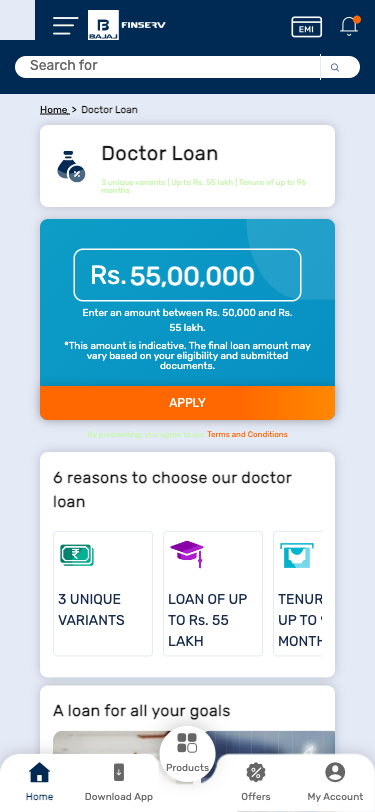 B
BAJAJ
FINSERV
EMI
Search for
Home > Doctor Loan
Doctor Loan
3 unique variants | Up to Rs. 55 lakh | Tenure of up to 96
months
Rs. 55,00,000
Enter an amount between Rs. 50,000 and Rs.
55 lakh.
*This amount is indicative. The final loan amount may
vary based on your eligibility and submitted
documents.
APPLY
By proceeding, you agree to our Terms and Conditions
6 reasons to choose our doctor
loan
3 UNIQUE
VARIANTS
LOAN OF UP
TO Rs. 55
LAKH
TENUR
UP TO
MONTH
A loan for all your goals
Home
Download App
Products
Offers
My Account